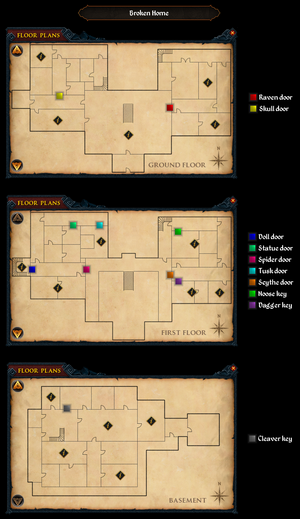 Broken Home
FLOOR PLANS
Raven door
Skull door
N
GROUND FLOOR
FLOOR PLANS
Doll door
Statue door
Spider door
Tusk door
Scythe door
Noose key
Dagger key
N
FIRST FLOOR
FLOOR PLANS
Cleaver key
N
BASEMENT